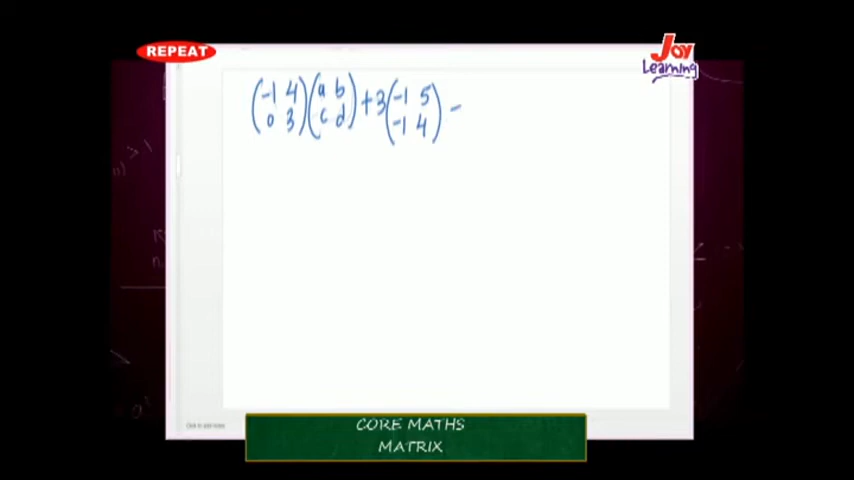 REPEAT
Joy
Learning
(-1 4) (a b) + 3 (-1 5) =
(0 3) (c d) (-1 4)
CORE MATHS
MATRIX